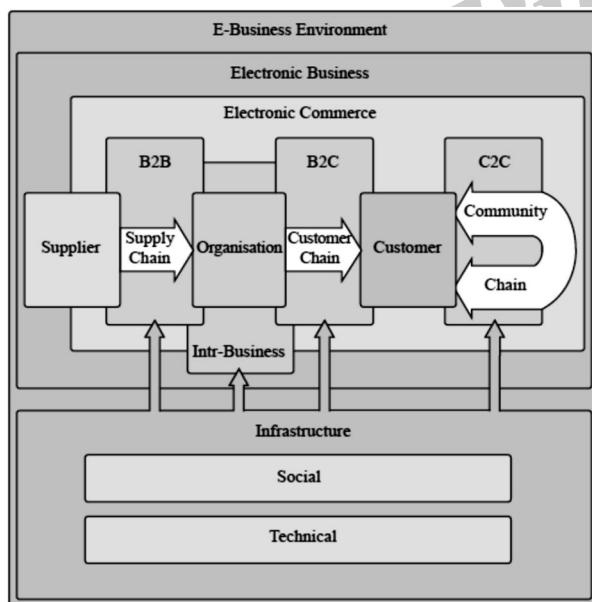 E-Business Environment
Electronic Business
Electronic Commerce
B2B
B2C
C2C
Supplier
Supply
Chain
Organisation
Customer
Chain
Customer
Community
Chain
Intr-Business
Infrastructure
Social
Technical